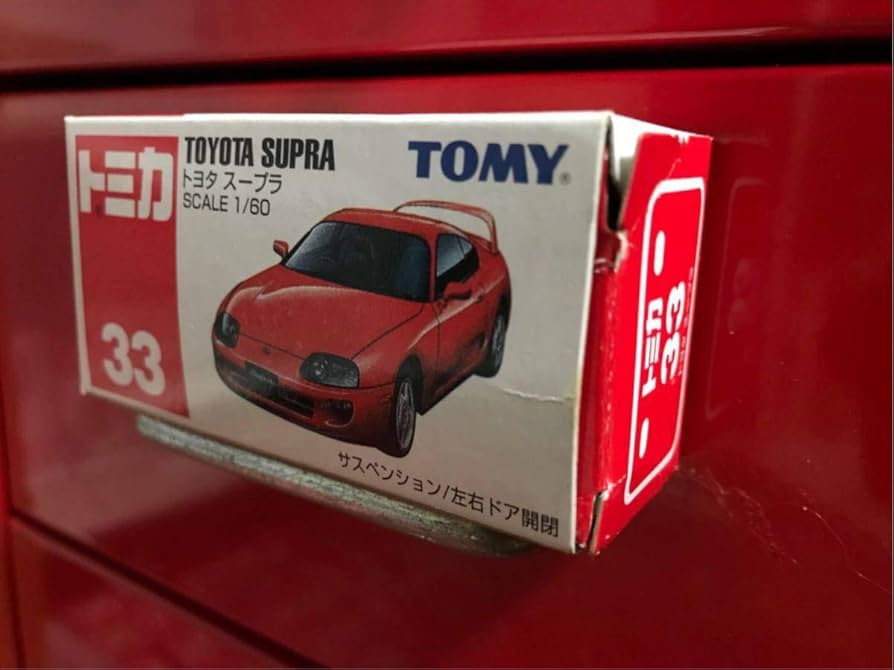 トミカ
TOYOTA SUPRA
トヨタ スープラ
SCALE 1/60
TOMY®
33
サスペンション/左右ドア開閉
トミカ
33